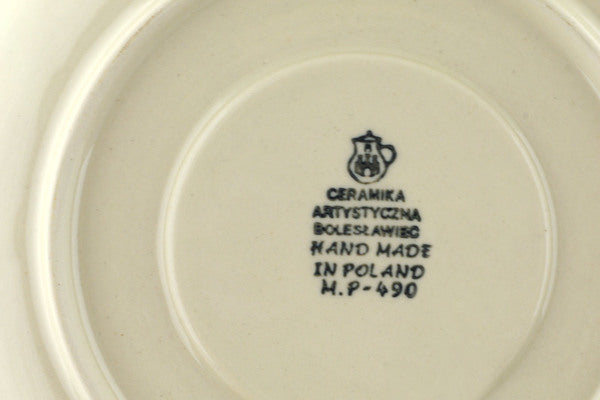 CERAMIKA
ARTYSTYCZNA
BOLESŁAWIEC
HAND MADE
IN POLAND
M.P-490